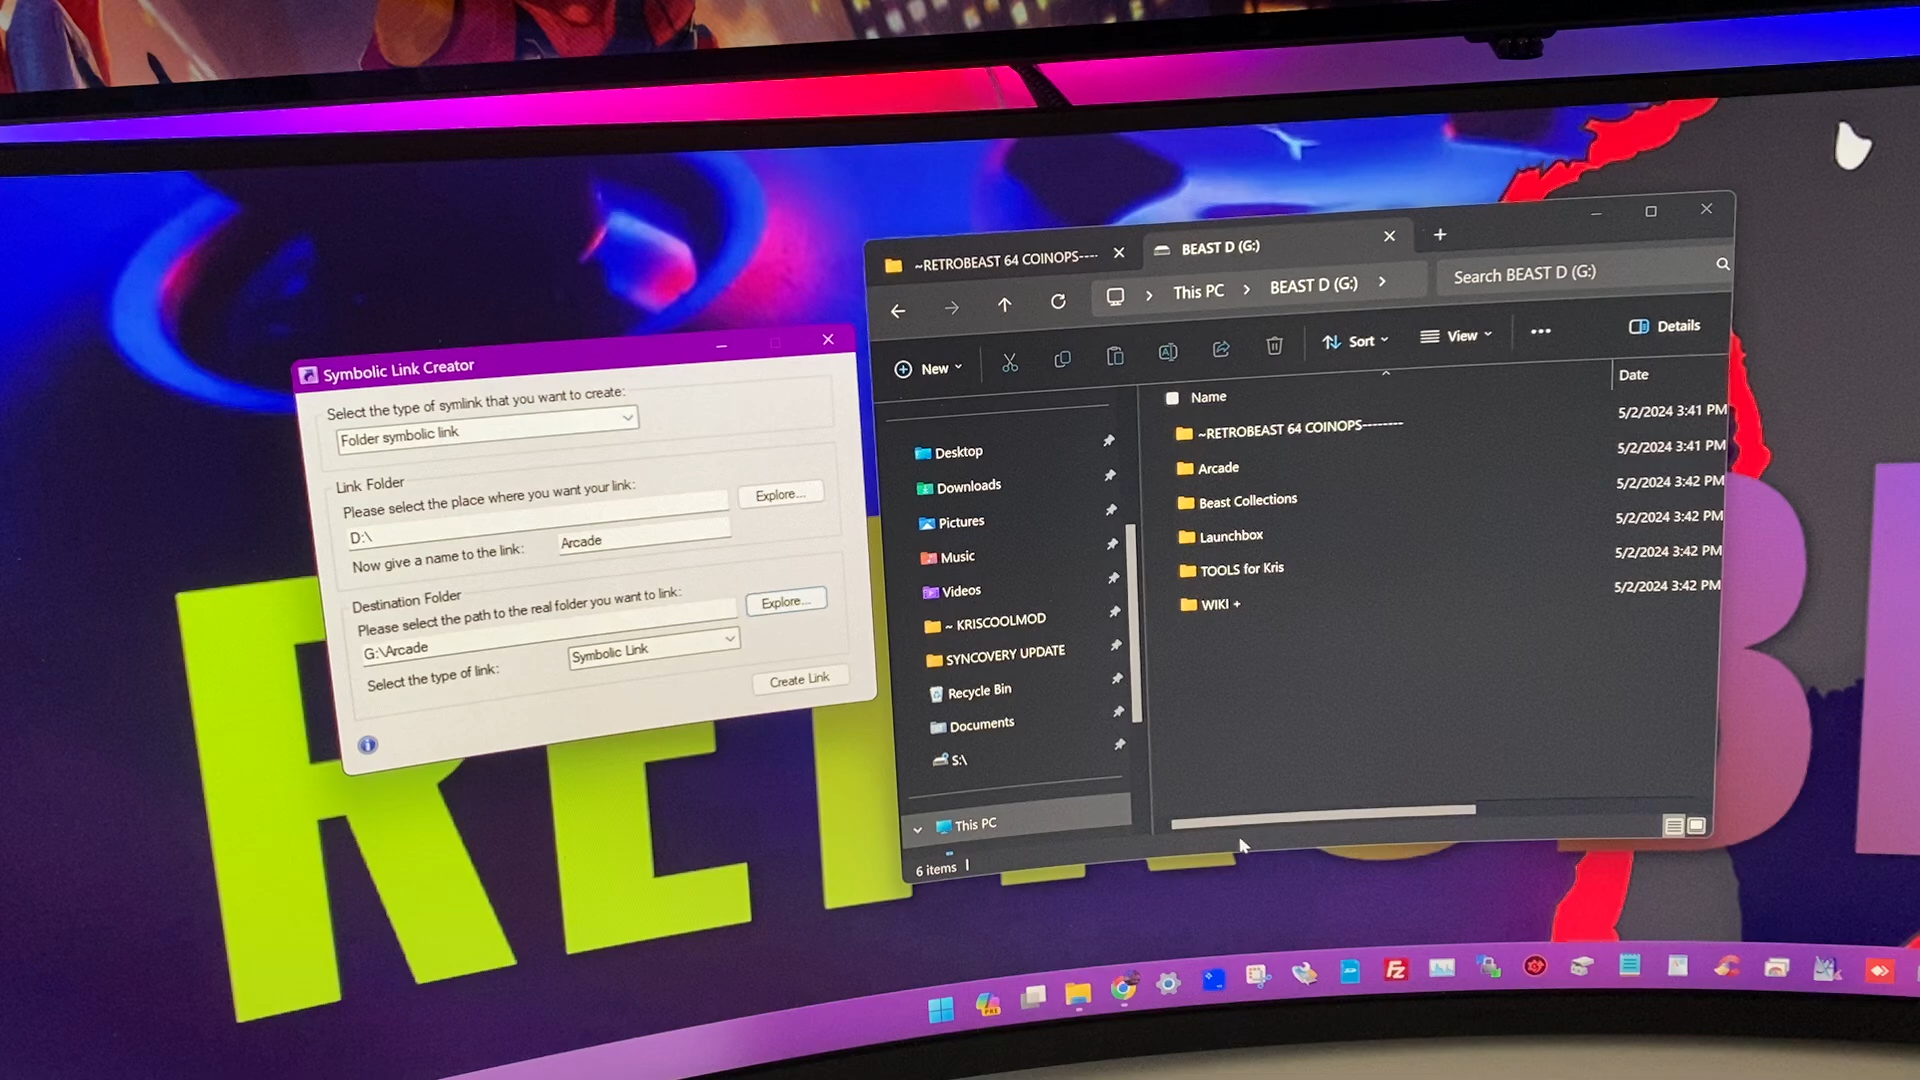 Symbolic Link Creator
Select the type of symlink that you want to create:
Folder symbolic link
Link Folder
Please select the place where you want your link:
Explore...
D:\
Now give a name to the link:
Arcade
Destination Folder
Please select the path to the real folder you want to link:
Explore...
G:\Arcade
Select the type of link:
Symbolic Link
Create Link
~RETROBEAST 64 COINOPS----
BEAST D (G:)
This PC > BEAST D (G:) >
Search BEAST D (G:)
New
Sort
View
Details
Desktop
Downloads
Pictures
Music
Videos
~ KRISCOOLMOD
SYNCOVERY UPDATE
Recycle Bin
Documents
S:\
This PC
6 items
Name
Date
~RETROBEAST 64 COINOPS--------
5/2/2024 3:41 PM
Arcade
5/2/2024 3:41 PM
Beast Collections
5/2/2024 3:42 PM
Launchbox
5/2/2024 3:42 PM
TOOLS for Kris
5/2/2024 3:42 PM
WIKI +
5/2/2024 3:42 PM
PRE
FZ